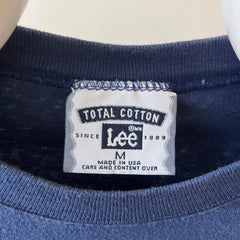 TOTAL COTTON
SINCE Lee 1889
M
MADE IN USA
CARE AND CONTENT OVER